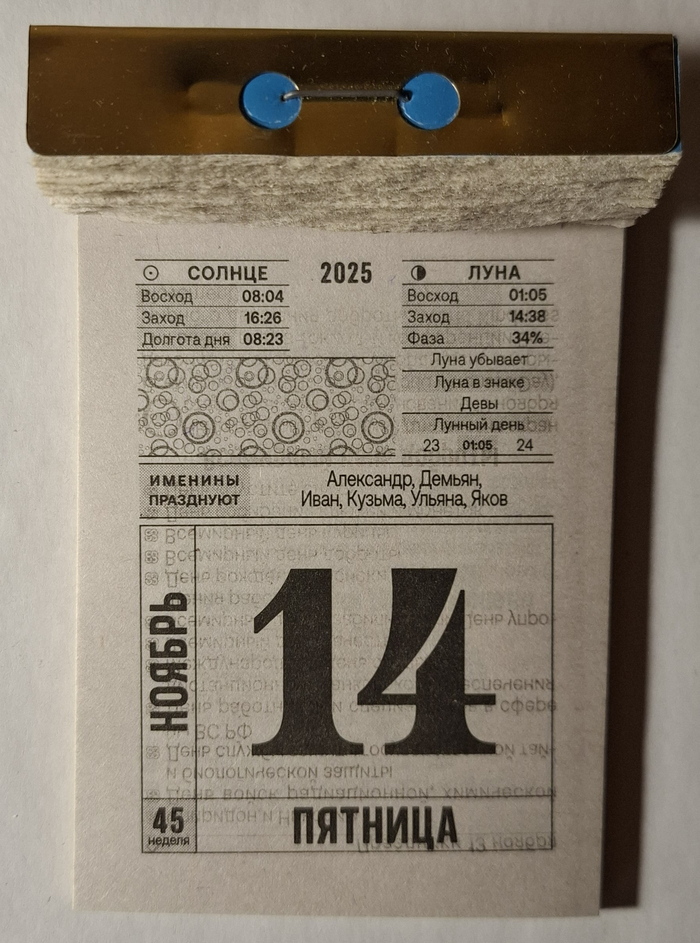 СОЛНЦЕ
Восход 08:04
Заход 16:26
Долгота дня 08:23
2025
ЛУНА
Восход 01:05
Заход 14:38
Фаза 34%
Луна убывает
Луна в знаке
Девы
Лунный день
23 01:05 24
ИМЕНИНЫ
ПРАЗДНУЮТ
Александр, Демьян,
Иван, Кузьма, Ульяна, Яков
НОЯБРЬ
14
45
неделя
ПЯТНИЦА